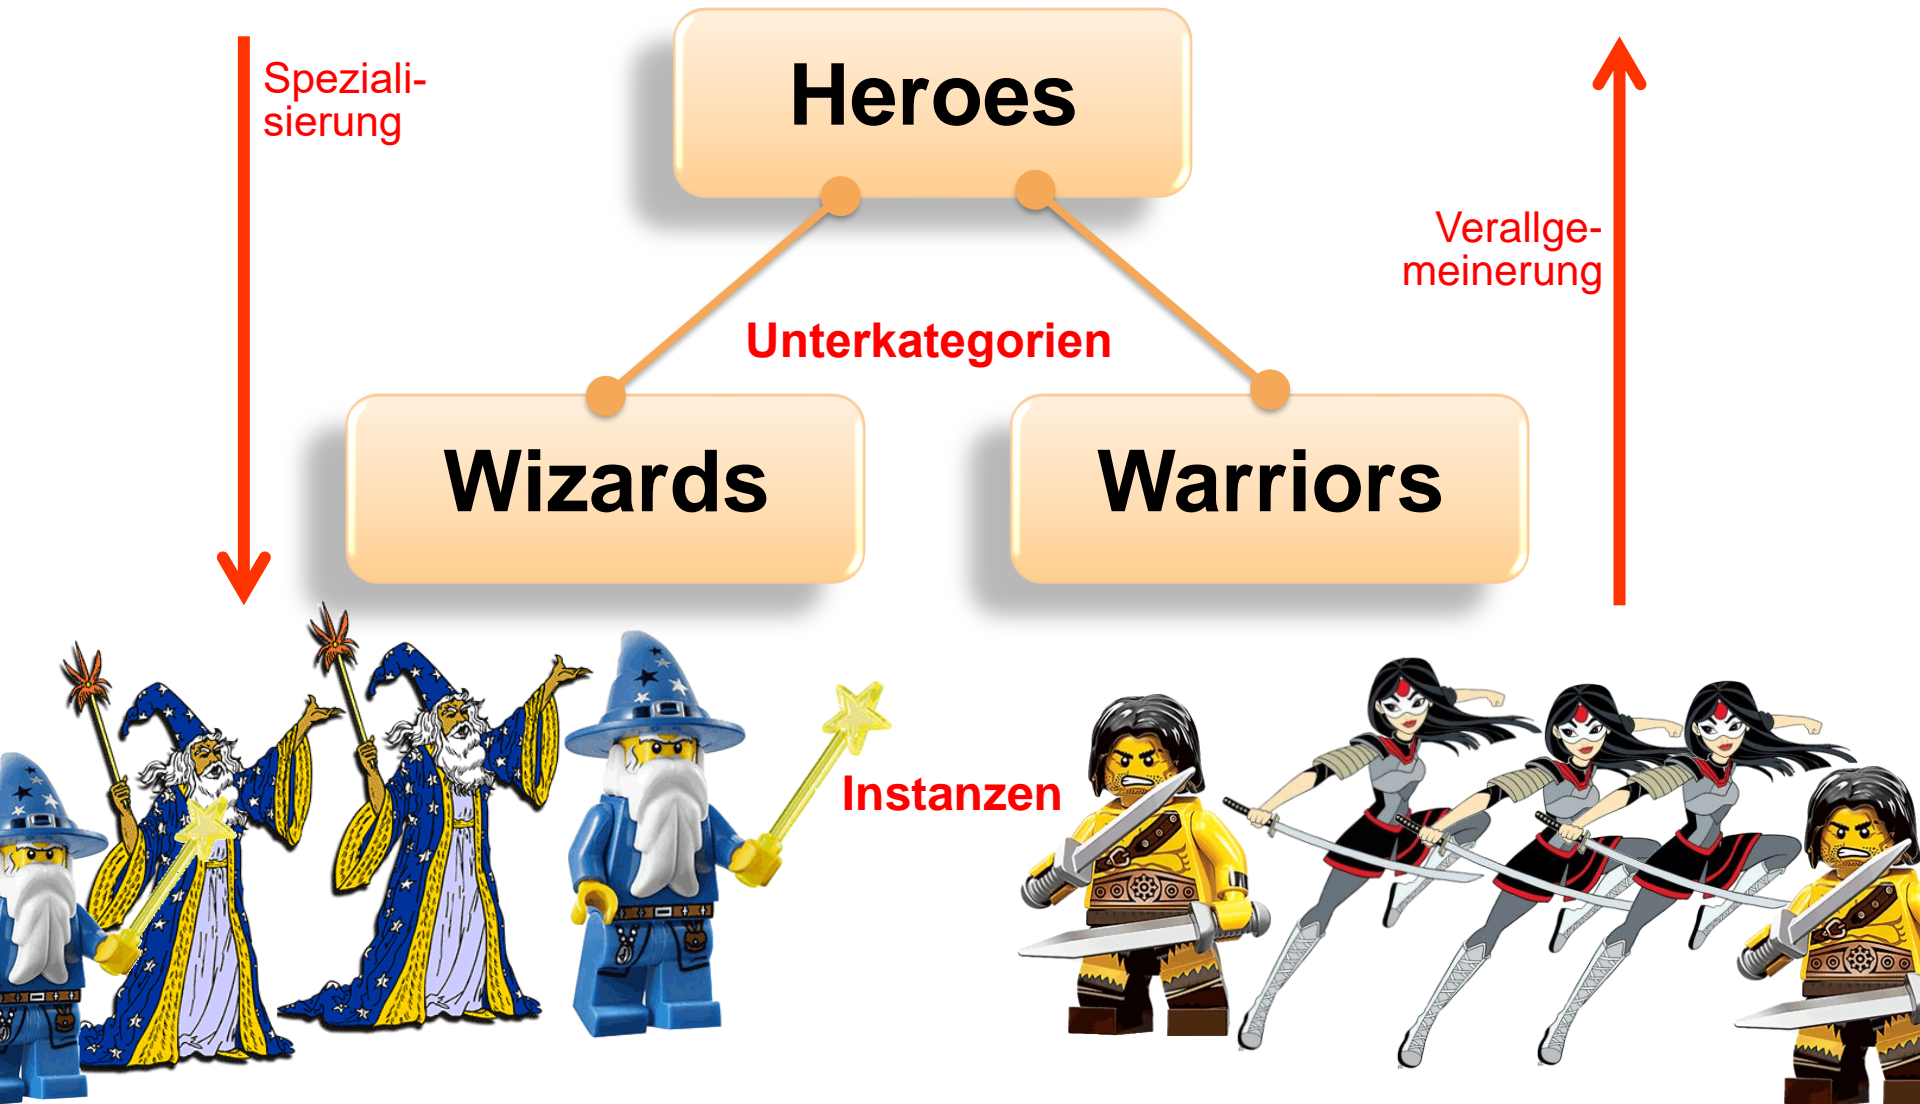 Heroes
Speziali-
sierung
Verallge-
meinerung
Unterkategorien
Wizards
Warriors
Instanzen